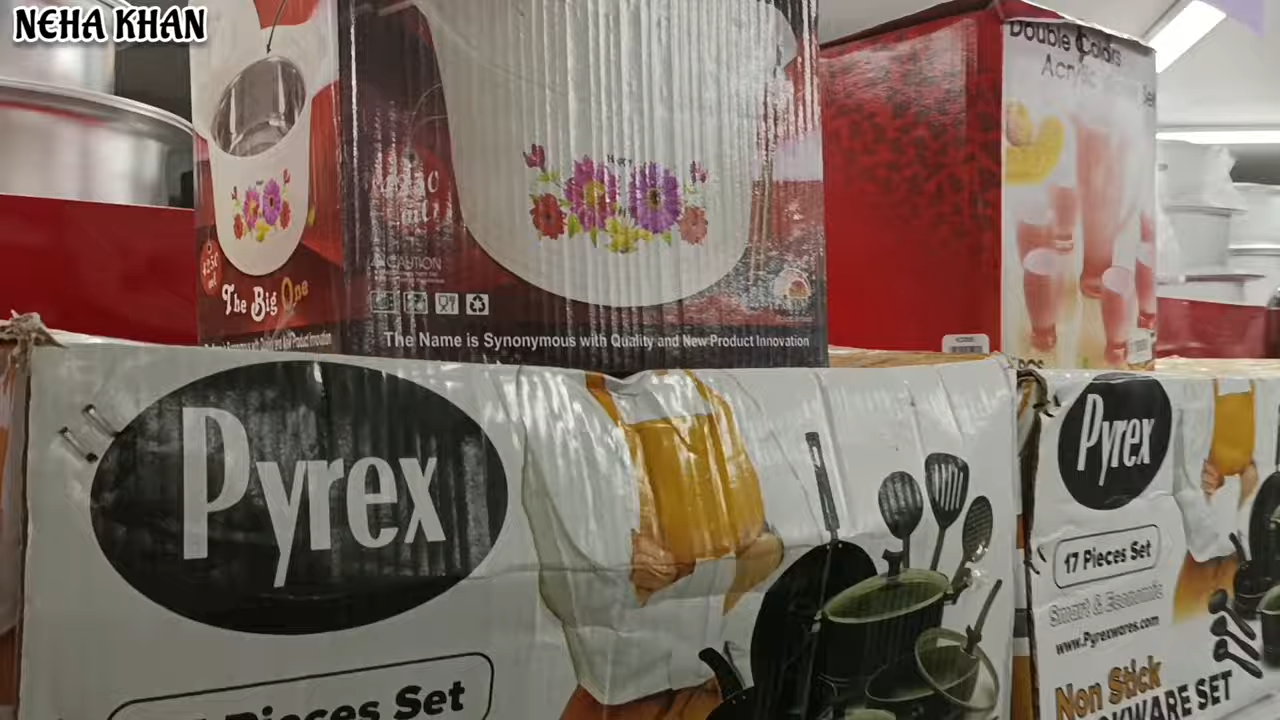 NEHA KHAN
Double Colors
The Big One
CAUTION
The Name is Synonymous with Quality and New Product Innovation
Pyrex
Pieces Set
Pyrex
17 Pieces Set
Smart & Economic
www.Pyrexwares.com
Non Stick
WARE SET